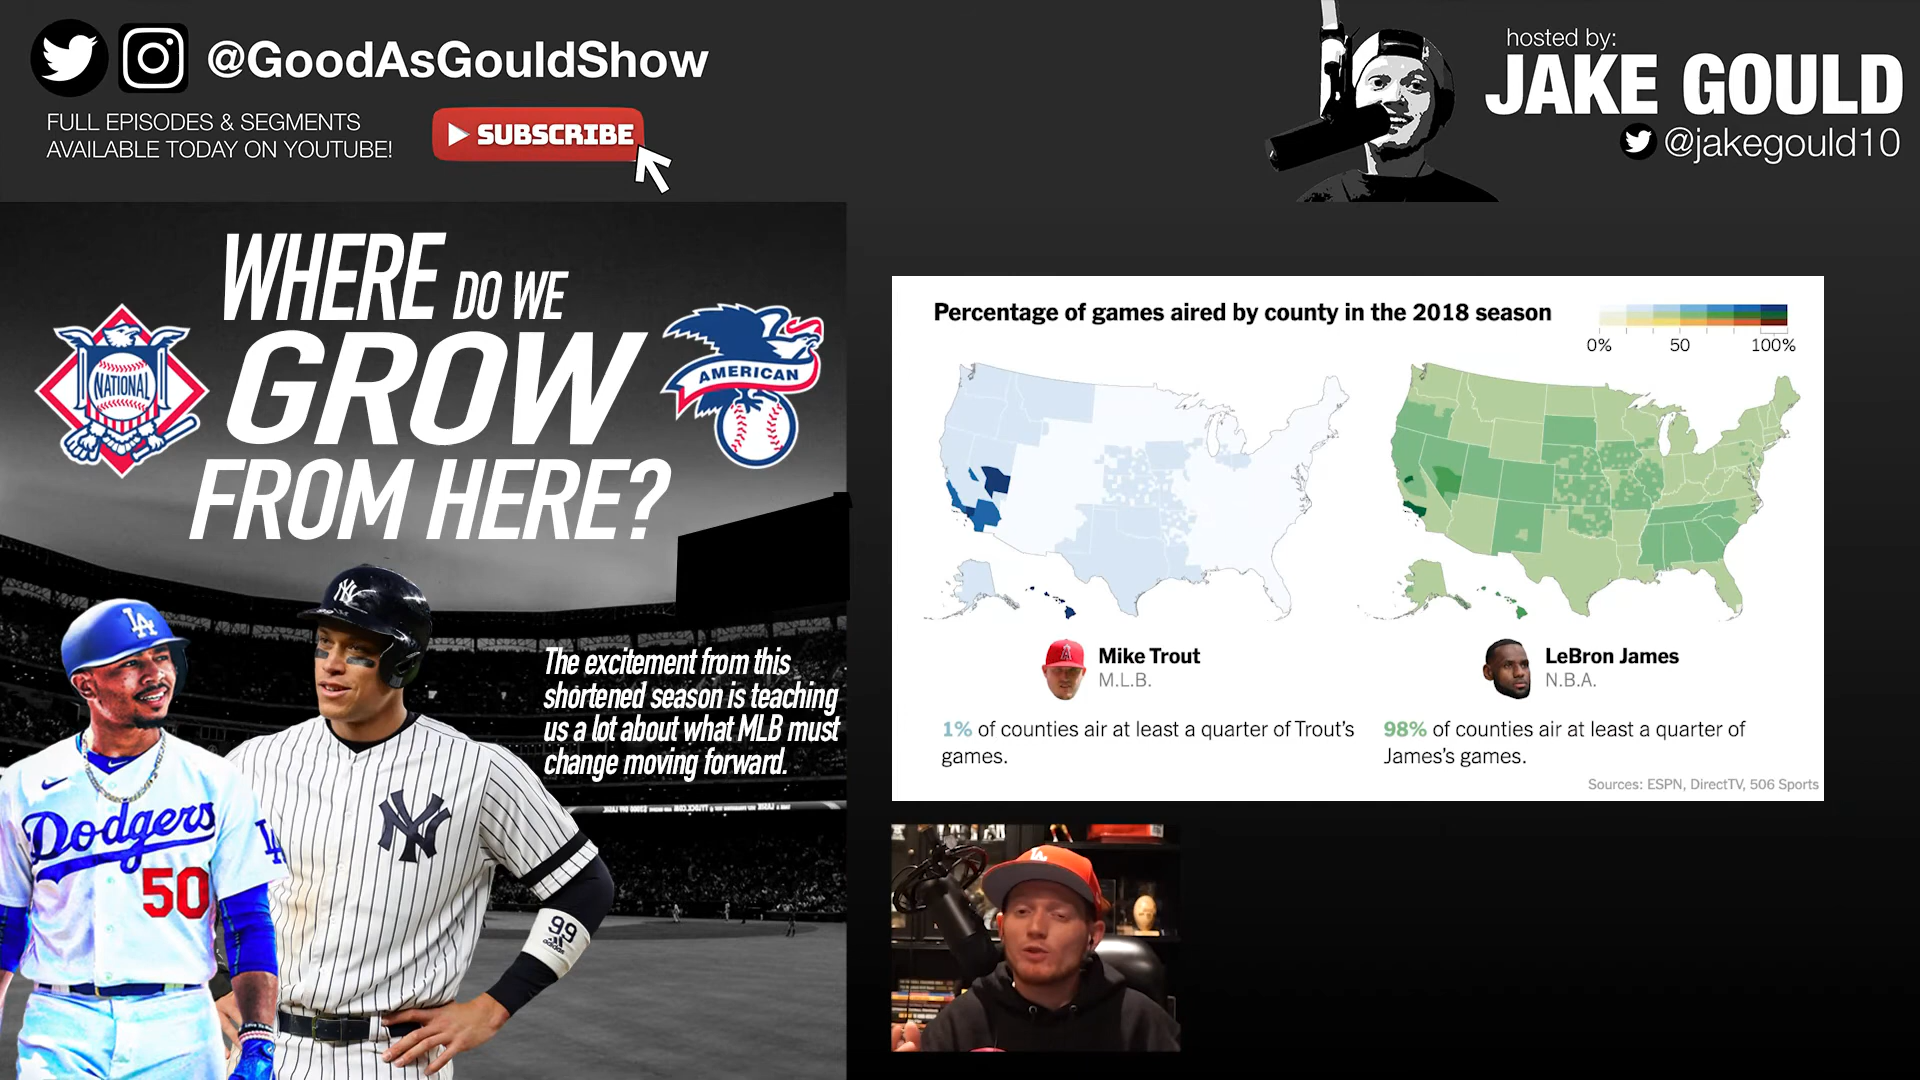 @GoodAsGouldShow
FULL EPISODES & SEGMENTS
AVAILABLE TODAY ON YOUTUBE!
SUBSCRIBE
hosted by:
JAKE GOULD
@jakegould10
WHERE DO WE
GROW
FROM HERE?
NATIONAL
AMERICAN
The excitement from this
shortened season is teaching
us a lot about what MLB must
change moving forward.
LA
NY
Dodgers
50
LA
NY
99
adidas
Percentage of games aired by county in the 2018 season
0% 50 100%
Mike Trout
M.L.B.
1% of counties air at least a quarter of Trout's
games.
LeBron James
N.B.A.
98% of counties air at least a quarter of
James's games.
Sources: ESPN, DirectTV, 506 Sports
A
LA